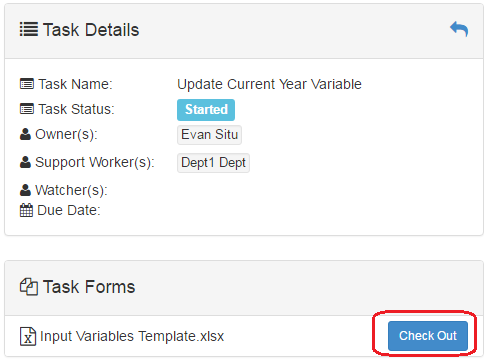 Task Details
Task Name: Update Current Year Variable
Task Status: Started
Owner(s): Evan Situ
Support Worker(s): Dept1 Dept
Watcher(s):
Due Date:
Task Forms
Input Variables Template.xlsx Check Out